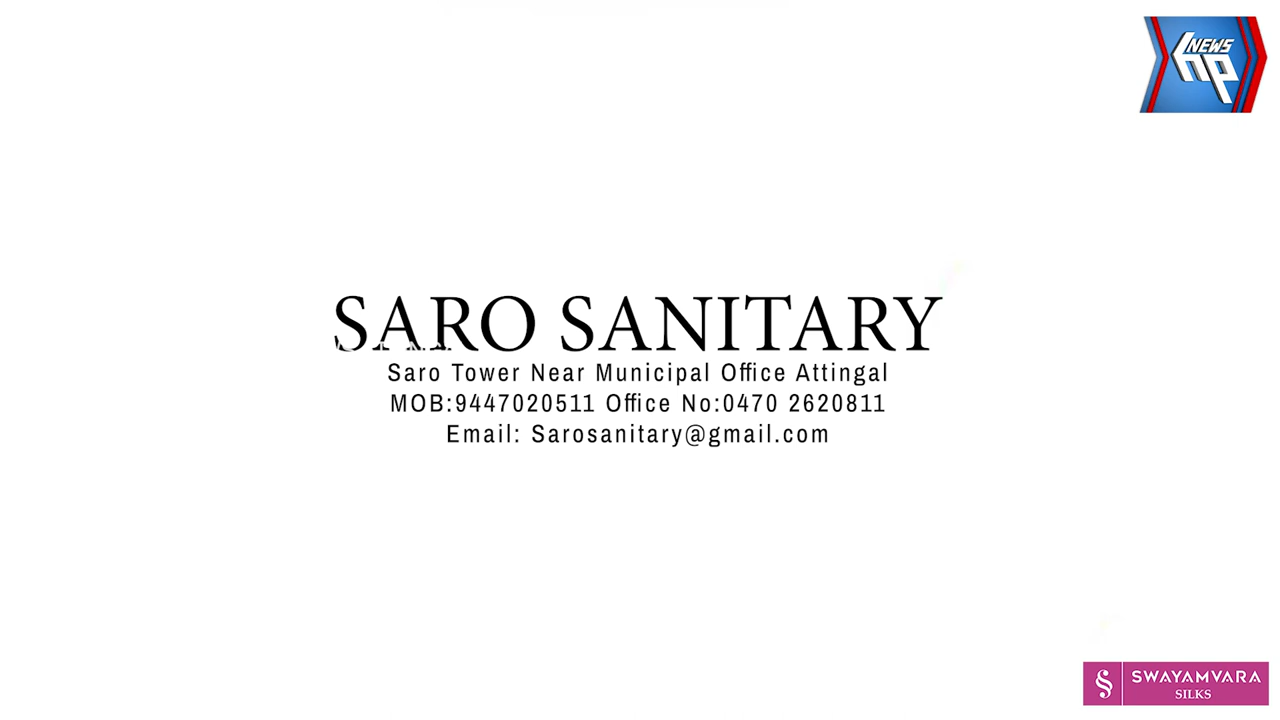 NEWS
SARO SANITARY
Saro Tower Near Municipal Office Attingal
MOB:9447020511 Office No:0470 2620811
Email: Sarosanitary@gmail.com
SWAYAMVARA
SILKS